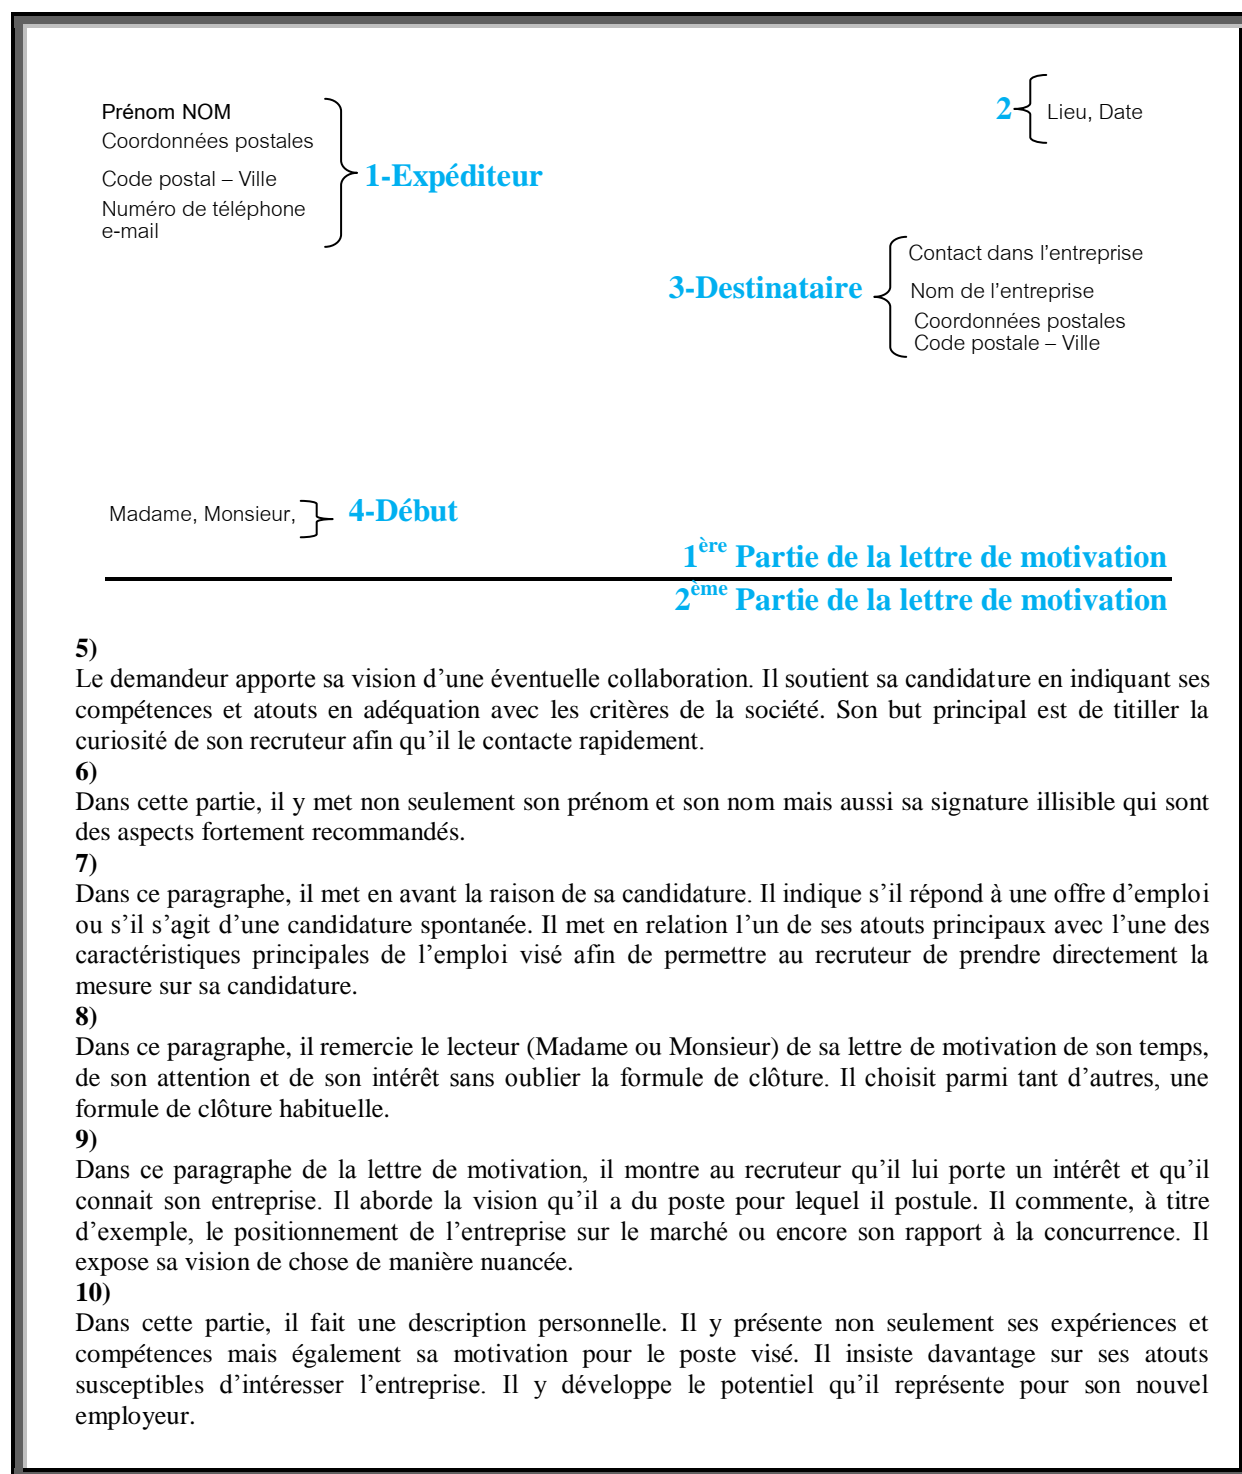 Prénom NOM
2
Lieu, Date
Coordonnées postales
Code postal – Ville
1-Expéditeur
Numéro de téléphone
e-mail
Contact dans l’entreprise
3-Destinataire
Nom de l’entreprise
Coordonnées postales
Code postale – Ville
Madame, Monsieur,
4-Début
1ère Partie de la lettre de motivation
2ème Partie de la lettre de motivation
5)
Le demandeur apporte sa vision d’une éventuelle collaboration. Il soutient sa candidature en indiquant ses
compétences et atouts en adéquation avec les critères de la société. Son but principal est de titiller la
curiosité de son recruteur afin qu’il le contacte rapidement.
6)
Dans cette partie, il y met non seulement son prénom et son nom mais aussi sa signature illisible qui sont
des aspects fortement recommandés.
7)
Dans ce paragraphe, il met en avant la raison de sa candidature. Il indique s’il répond à une offre d’emploi
ou s’il s’agit d’une candidature spontanée. Il met en relation l’un de ses atouts principaux avec l’une des
caractéristiques principales de l’emploi visé afin de permettre au recruteur de prendre directement la
mesure sur sa candidature.
8)
Dans ce paragraphe, il remercie le lecteur (Madame ou Monsieur) de sa lettre de motivation de son temps,
de son attention et de son intérêt sans oublier la formule de clôture. Il choisit parmi tant d’autres, une
formule de clôture habituelle.
9)
Dans ce paragraphe de la lettre de motivation, il montre au recruteur qu’il lui porte un intérêt et qu’il
connait son entreprise. Il aborde la vision qu’il a du poste pour lequel il postule. Il commente, à titre
d’exemple, le positionnement de l’entreprise sur le marché ou encore son rapport à la concurrence. Il
expose sa vision de chose de manière nuancée.
10)
Dans cette partie, il fait une description personnelle. Il y présente non seulement ses expériences et
compétences mais également sa motivation pour le poste visé. Il insiste davantage sur ses atouts
susceptibles d’intéresser l’entreprise. Il y développe le potentiel qu’il représente pour son nouvel
employeur.